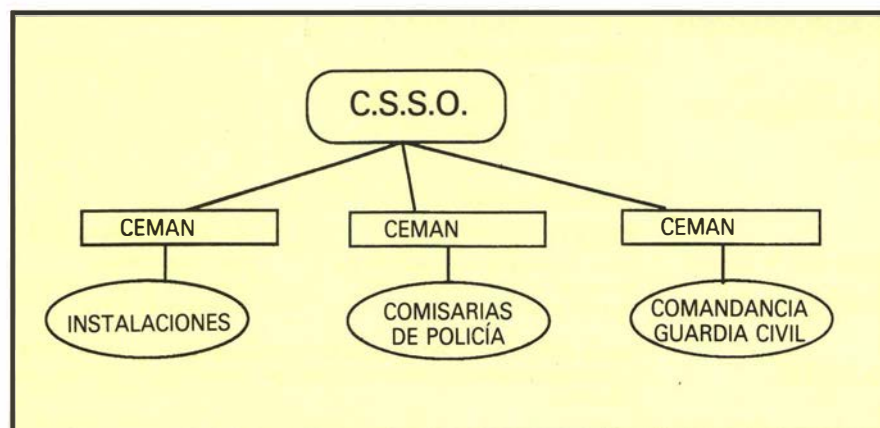 C.S.S.O.
CEMAN
CEMAN
CEMAN
INSTALACIONES
COMISARIAS
DE POLICÍA
COMANDANCIA
GUARDIA CIVIL